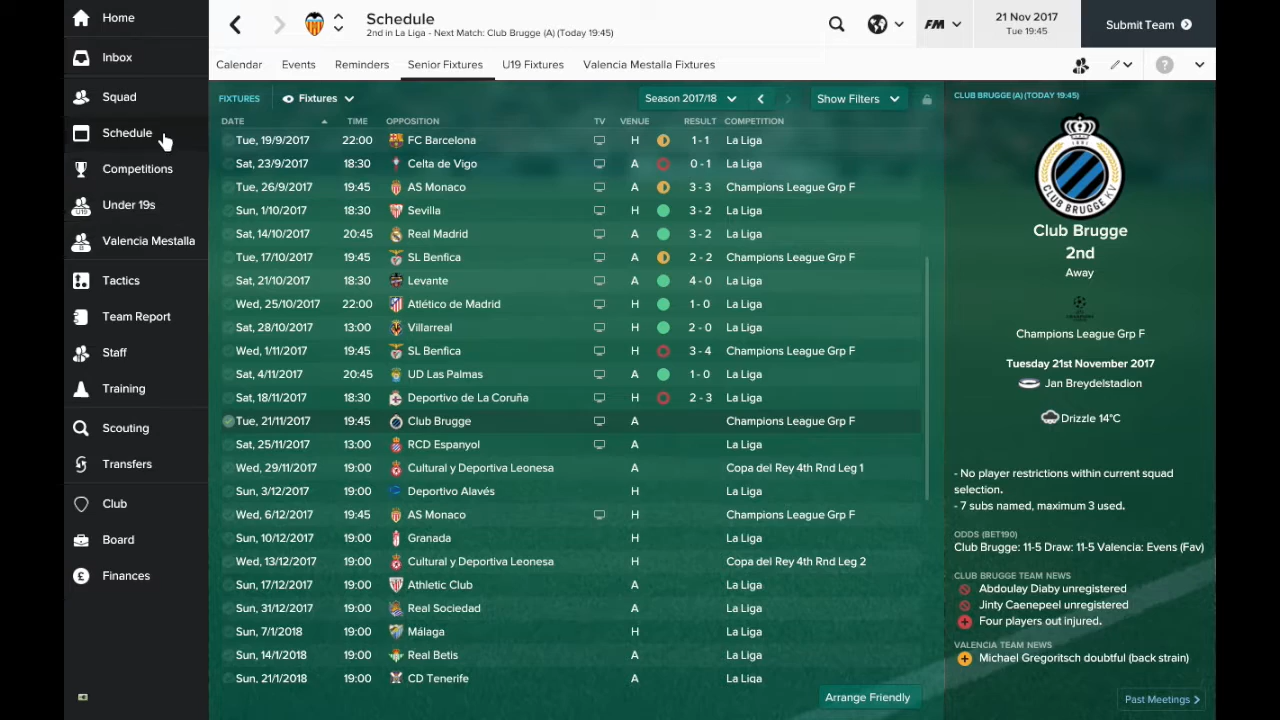 Home
Inbox
Squad
Schedule
Competitions
Under 19s
Valencia Mestalla
Tactics
Team Report
Staff
Training
Scouting
Transfers
Club
Board
Finances
Schedule
2nd in La Liga - Next Match: Club Brugge (A) (Today 19:45)
FM
21 Nov 2017
Tue 19:45
Submit Team
Calendar Events Reminders Senior Fixtures U19 Fixtures Valencia Mestalla Fixtures
FIXTURES Fixtures Season 2017/18 Show Filters
DATE TIME OPPOSITION TV VENUE RESULT COMPETITION
Tue, 19/9/2017 22:00 FC Barcelona H 1 - 1 La Liga
Sat, 23/9/2017 18:30 Celta de Vigo A 0 - 1 La Liga
Tue, 26/9/2017 19:45 AS Monaco A 3 - 3 Champions League Grp F
Sun, 1/10/2017 18:30 Sevilla H 3 - 2 La Liga
Sat, 14/10/2017 20:45 Real Madrid A 3 - 2 La Liga
Tue, 17/10/2017 19:45 SL Benfica A 2 - 2 Champions League Grp F
Sat, 21/10/2017 18:30 Levante A 4 - 0 La Liga
Wed, 25/10/2017 22:00 Atlético de Madrid H 1 - 0 La Liga
Sat, 28/10/2017 13:00 Villarreal H 2 - 0 La Liga
Wed, 1/11/2017 19:45 SL Benfica H 3 - 4 Champions League Grp F
Sat, 4/11/2017 20:45 UD Las Palmas A 1 - 0 La Liga
Sat, 18/11/2017 18:30 Deportivo de La Coruña H 2 - 3 La Liga
Tue, 21/11/2017 19:45 Club Brugge A Champions League Grp F
Sat, 25/11/2017 13:00 RCD Espanyol A La Liga
Wed, 29/11/2017 19:00 Cultural y Deportiva Leonesa A Copa del Rey 4th Rnd Leg 1
Sun, 3/12/2017 19:00 Deportivo Alavés H La Liga
Wed, 6/12/2017 19:45 AS Monaco H Champions League Grp F
Sun, 10/12/2017 19:00 Granada H La Liga
Wed, 13/12/2017 19:00 Cultural y Deportiva Leonesa H Copa del Rey 4th Rnd Leg 2
Sun, 17/12/2017 19:00 Athletic Club A La Liga
Sun, 31/12/2017 19:00 Real Sociedad A La Liga
Sun, 7/1/2018 19:00 Málaga H La Liga
Sun, 14/1/2018 19:00 Real Betis A La Liga
Sun, 21/1/2018 19:00 CD Tenerife A La Liga
Arrange Friendly
CLUB BRUGGE (A) (TODAY 19:45)
CLUB BRUGGE KV
Club Brugge
2nd
Away
Champions League Grp F
Tuesday 21st November 2017
Jan Breydelstadion
Drizzle 14°C
- No player restrictions within current squad
selection.
- 7 subs named, maximum 3 used.
ODDS (BET190)
Club Brugge: 11-5 Draw: 11-5 Valencia: Evens (Fav)
CLUB BRUGGE TEAM NEWS
Abdoulay Diaby unregistered
Jinty Caenepeel unregistered
Four players out injured.
VALENCIA TEAM NEWS
Michael Gregoritsch doubtful (back strain)
Past Meetings